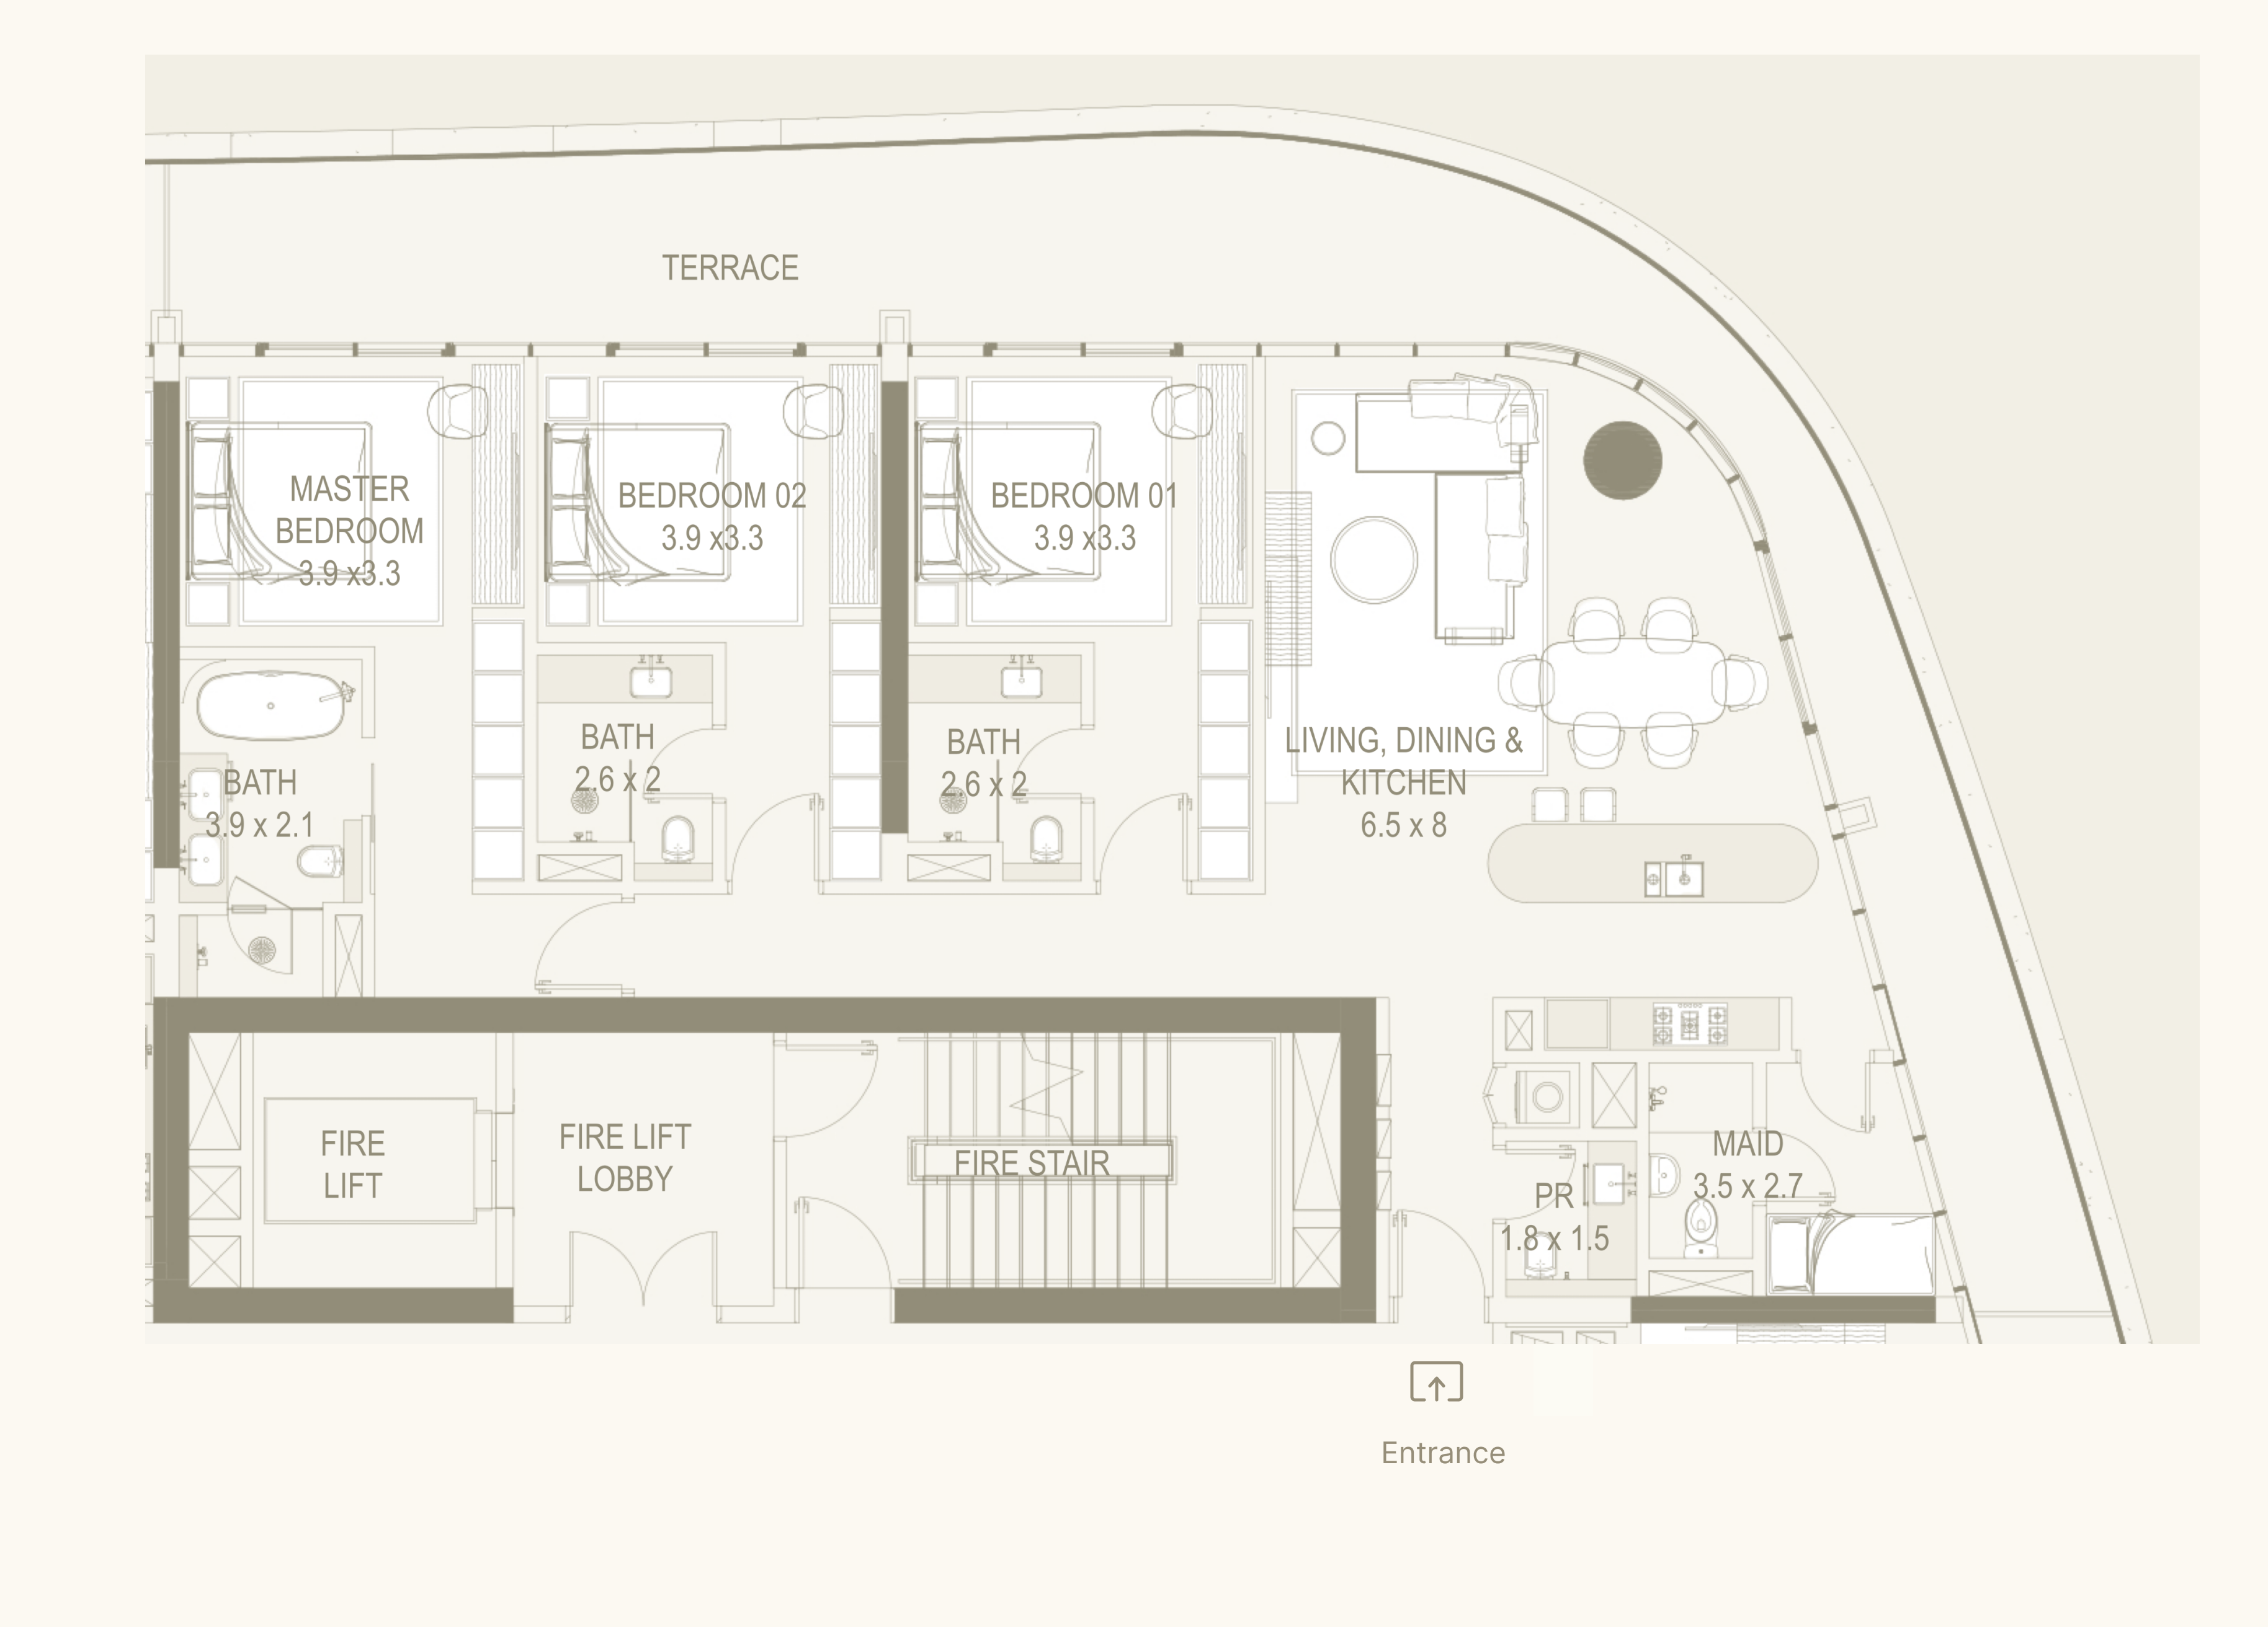 TERRACE
MASTER
BEDROOM
3.9 x3.3
BEDROOM 02
3.9 x3.3
BEDROOM 01
3.9 x3.3
BATH
3.9 x 2.1
BATH
2.6 x 2
BATH
2.6 x 2
LIVING, DINING &
KITCHEN
6.5 x 8
FIRE
LIFT
FIRE LIFT
LOBBY
FIRE STAIR
PR
1.8 x 1.5
MAID
3.5 x 2.7
Entrance